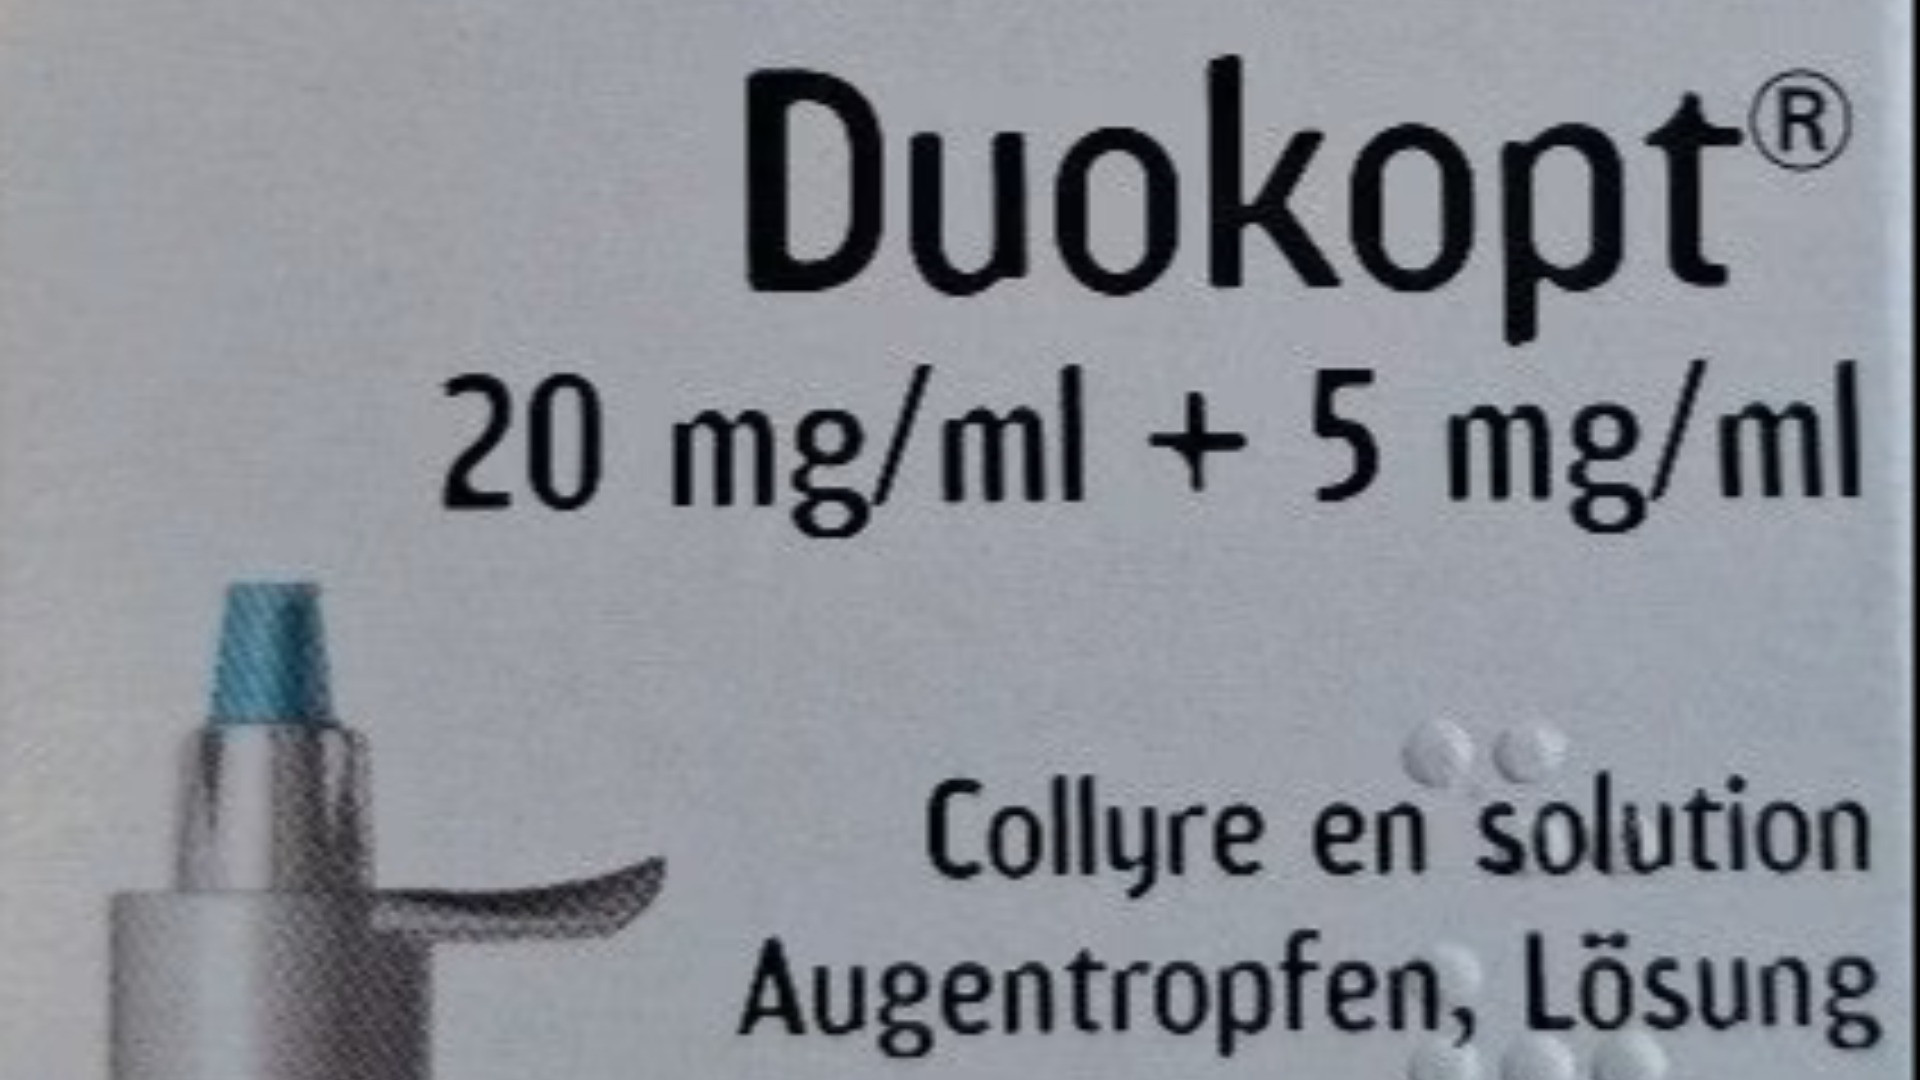 Duokopt®
20 mg/ml + 5 mg/ml
Collyre en solution
Augentropfen, Lösung